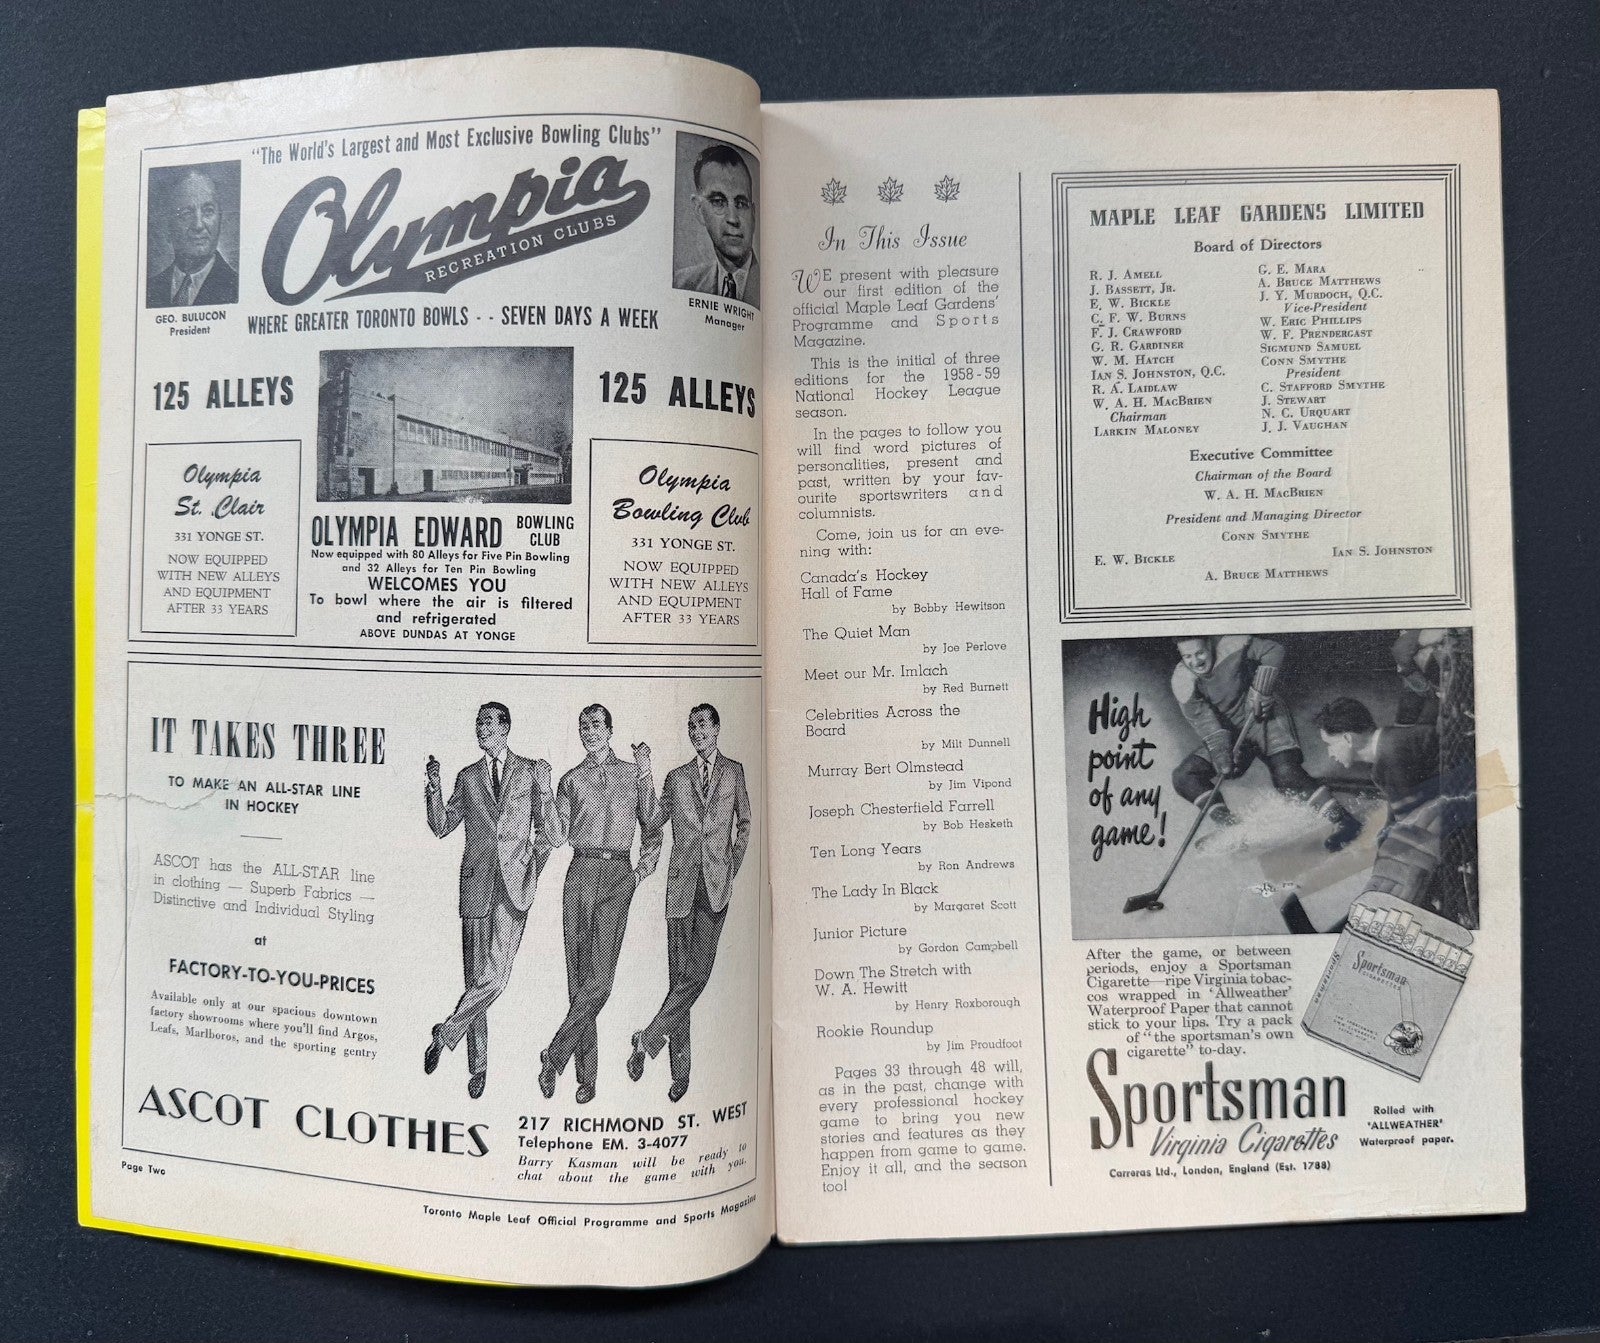 "The World's Largest and Most Exclusive Bowling Clubs"
Olympia
RECREATION CLUBS
GEO. BULUCON
President
ERNIE WRIGHT
Manager
WHERE GREATER TORONTO BOWLS - - SEVEN DAYS A WEEK
125 ALLEYS
125 ALLEYS
Olympia
St. Clair
331 YONGE ST.
NOW EQUIPPED
WITH NEW ALLEYS
AND EQUIPMENT
AFTER 33 YEARS
OLYMPIA EDWARD BOWLING CLUB
Now equipped with 80 Alleys for Five Pin Bowling
and 32 Alleys for Ten Pin Bowling
WELCOMES YOU
To bowl where the air is filtered
and refrigerated
ABOVE DUNDAS AT YONGE
Olympia
Bowling Club
331 YONGE ST.
NOW EQUIPPED
WITH NEW ALLEYS
AND EQUIPMENT
AFTER 33 YEARS
IT TAKES THREE
TO MAKE AN ALL-STAR LINE
IN HOCKEY
ASCOT has the ALL-STAR line
in clothing — Superb Fabrics —
Distinctive and Individual Styling
at
FACTORY-TO-YOU-PRICES
Available only at our spacious downtown
factory showrooms where you'll find Argos,
Leafs, Marlboros, and the sporting gentry
ASCOT CLOTHES
217 RICHMOND ST. WEST
Telephone EM. 3-4077
Barry Kasman will be ready to
chat about the game with you.
Page Two
Toronto Maple Leaf Official Programme and Sports Magazine
In This Issue
WE present with pleasure
our first edition of the
official Maple Leaf Gardens'
Programme and Sports
Magazine.
This is the initial of three
editions for the 1958-59
National Hockey League
season.
In the pages to follow you
will find word pictures of
personalities, present and
past, written by your fav-
ourite sportswriters and
columnists.
Come, join us for an eve-
ning with:
Canada's Hockey
Hall of Fame
by Bobby Hewitson
The Quiet Man
by Joe Perlove
Meet our Mr. Imlach
by Red Burnett
Celebrities Across the
Board
by Milt Dunnell
Murray Bert Olmstead
by Jim Vipond
Joseph Chesterfield Farrell
by Bob Hesketh
Ten Long Years
by Ron Andrews
The Lady In Black
by Margaret Scott
Junior Picture
by Gordon Campbell
Down The Stretch with
W. A. Hewitt
by Henry Roxborough
Rookie Roundup
by Jim Proudfoot
Pages 33 through 48 will,
as in the past, change with
every professional hockey
game to bring you new
stories and features as they
happen from game to game.
Enjoy it all, and the season
too!
MAPLE LEAF GARDENS LIMITED
Board of Directors
R. J. AMELL
J. BASSETT, JR.
E. W. BICKLE
C. F. W. BURNS
F. J. CRAWFORD
G. R. GARDINER
W. M. HATCH
IAN S. JOHNSTON, Q.C.
R. A. LAIDLAW
W. A. H. MACBRIEN
Chairman
LARKIN MALONEY
G. E. MARA
A. BRUCE MATTHEWS
J. Y. MURDOCH, Q.C.
Vice-President
W. ERIC PHILLIPS
W. F. PRENDERGAST
SIGMUND SAMUEL
CONN SMYTHE
President
C. STAFFORD SMYTHE
J. STEWART
N. C. URQUART
J. J. VAUGHAN
Executive Committee
Chairman of the Board
W. A. H. MACBRIEN
President and Managing Director
CONN SMYTHE
E. W. BICKLE
IAN S. JOHNSTON
A. BRUCE MATTHEWS
High
point
of any
game!
After the game, or between
periods, enjoy a Sportsman
Cigarette—ripe Virginia tobac-
cos wrapped in 'Allweather'
Waterproof Paper that cannot
stick to your lips. Try a pack
of "the sportsman's own
cigarette" to-day.
Sportsman
CIGARETTES
Sportsman
Virginia Cigarettes
Rolled with
'ALLWEATHER'
Waterproof paper.
Carreras Ltd., London, England (Est. 1788)